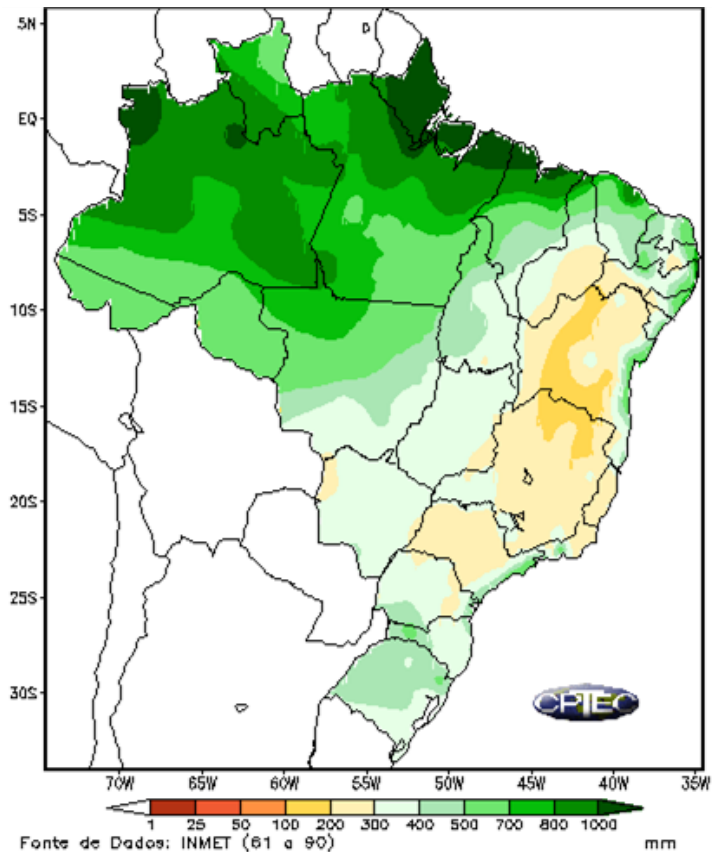 5N
EQ
5S
10S
15S
20S
25S
30S
CPTEC
70W 65W 60W 55W 50W 45W 40W 35W
1 25 50 100 200 300 400 500 700 800 1000
Fonte de Dados: INMET (61 a 90) mm